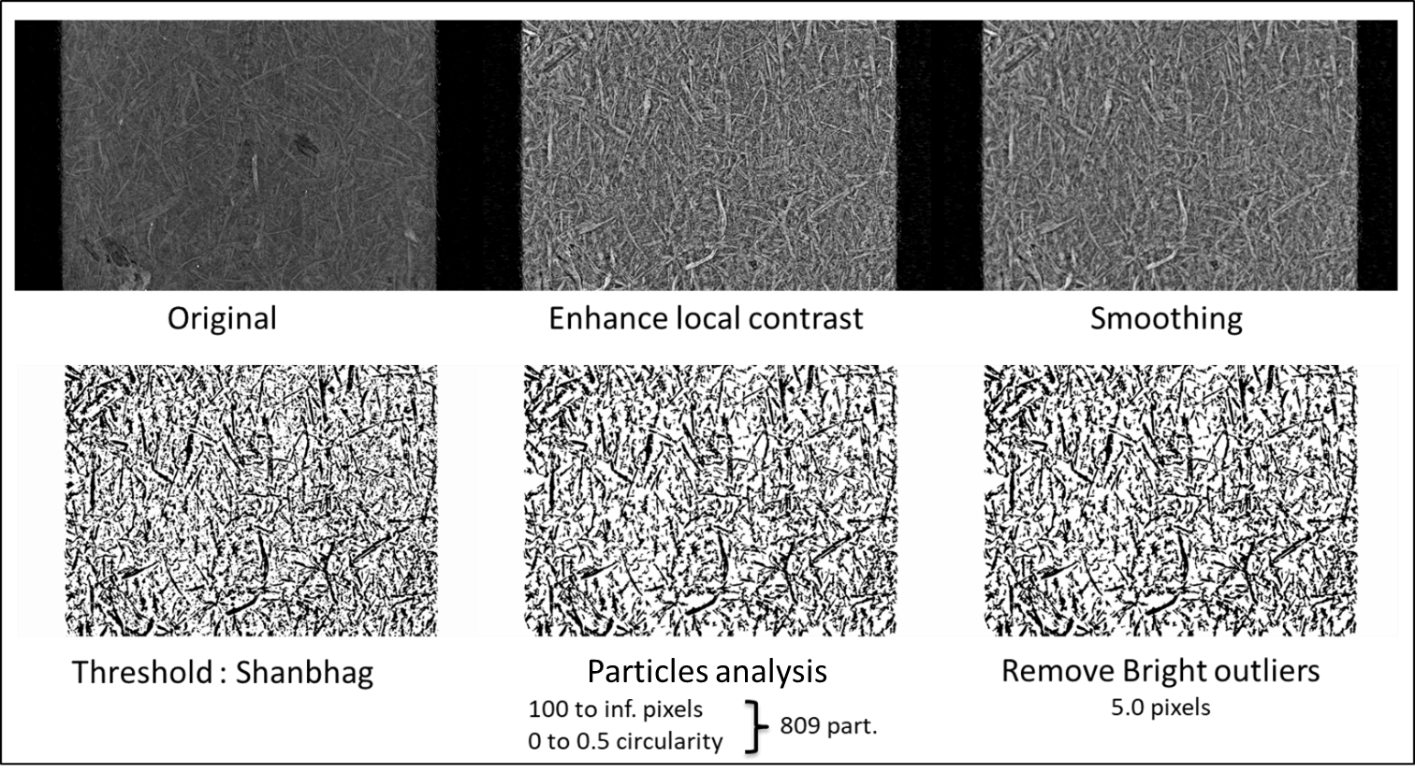 Original
Enhance local contrast
Smoothing
Threshold : Shanbhag
Particles analysis
100 to inf. pixels
0 to 0.5 circularity
809 part.
Remove Bright outliers
5.0 pixels